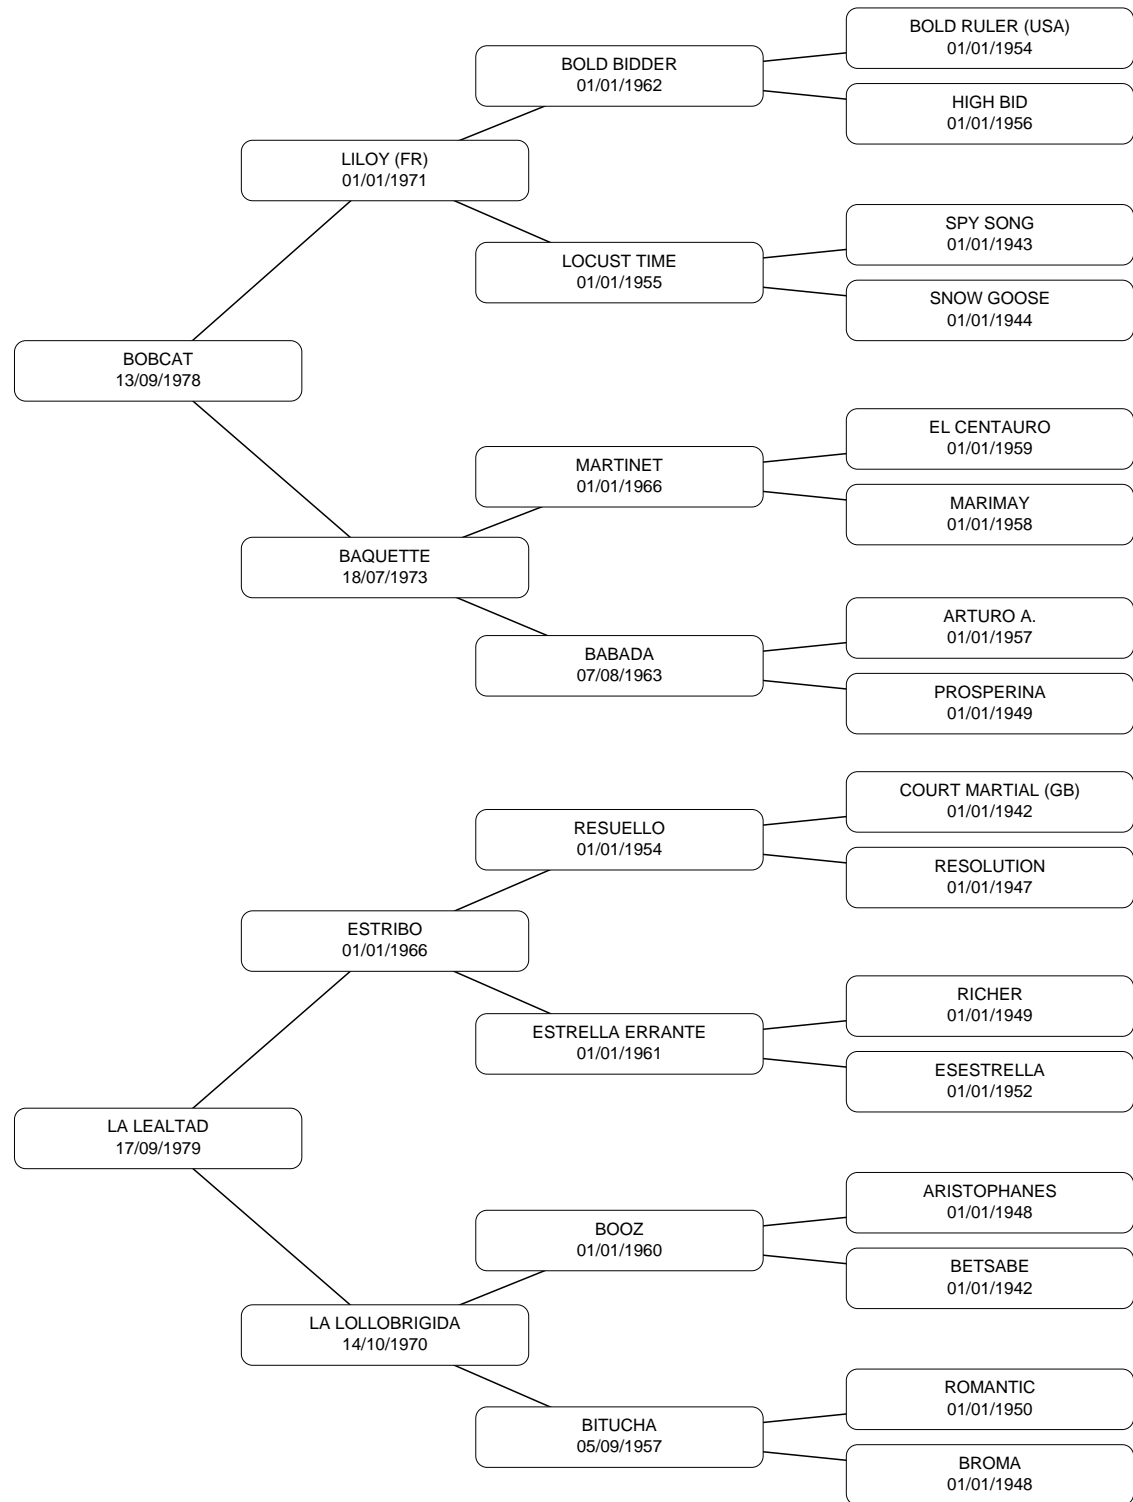 BOLD RULER (USA)
01/01/1954
BOLD BIDDER
01/01/1962
HIGH BID
01/01/1956
LILOY (FR)
01/01/1971
SPY SONG
01/01/1943
LOCUST TIME
01/01/1955
SNOW GOOSE
01/01/1944
BOBCAT
13/09/1978
EL CENTAURO
01/01/1959
MARTINET
01/01/1966
MARIMAY
01/01/1958
BAQUETTE
18/07/1973
ARTURO A.
01/01/1957
BABADA
07/08/1963
PROSPERINA
01/01/1949
COURT MARTIAL (GB)
01/01/1942
RESUELLO
01/01/1954
RESOLUTION
01/01/1947
ESTRIBO
01/01/1966
RICHER
01/01/1949
ESTRELLA ERRANTE
01/01/1961
ESESTRELLA
01/01/1952
LA LEALTAD
17/09/1979
ARISTOPHANES
01/01/1948
BOOZ
01/01/1960
BETSABE
01/01/1942
LA LOLLOBRIGIDA
14/10/1970
ROMANTIC
01/01/1950
BITUCHA
05/09/1957
BROMA
01/01/1948